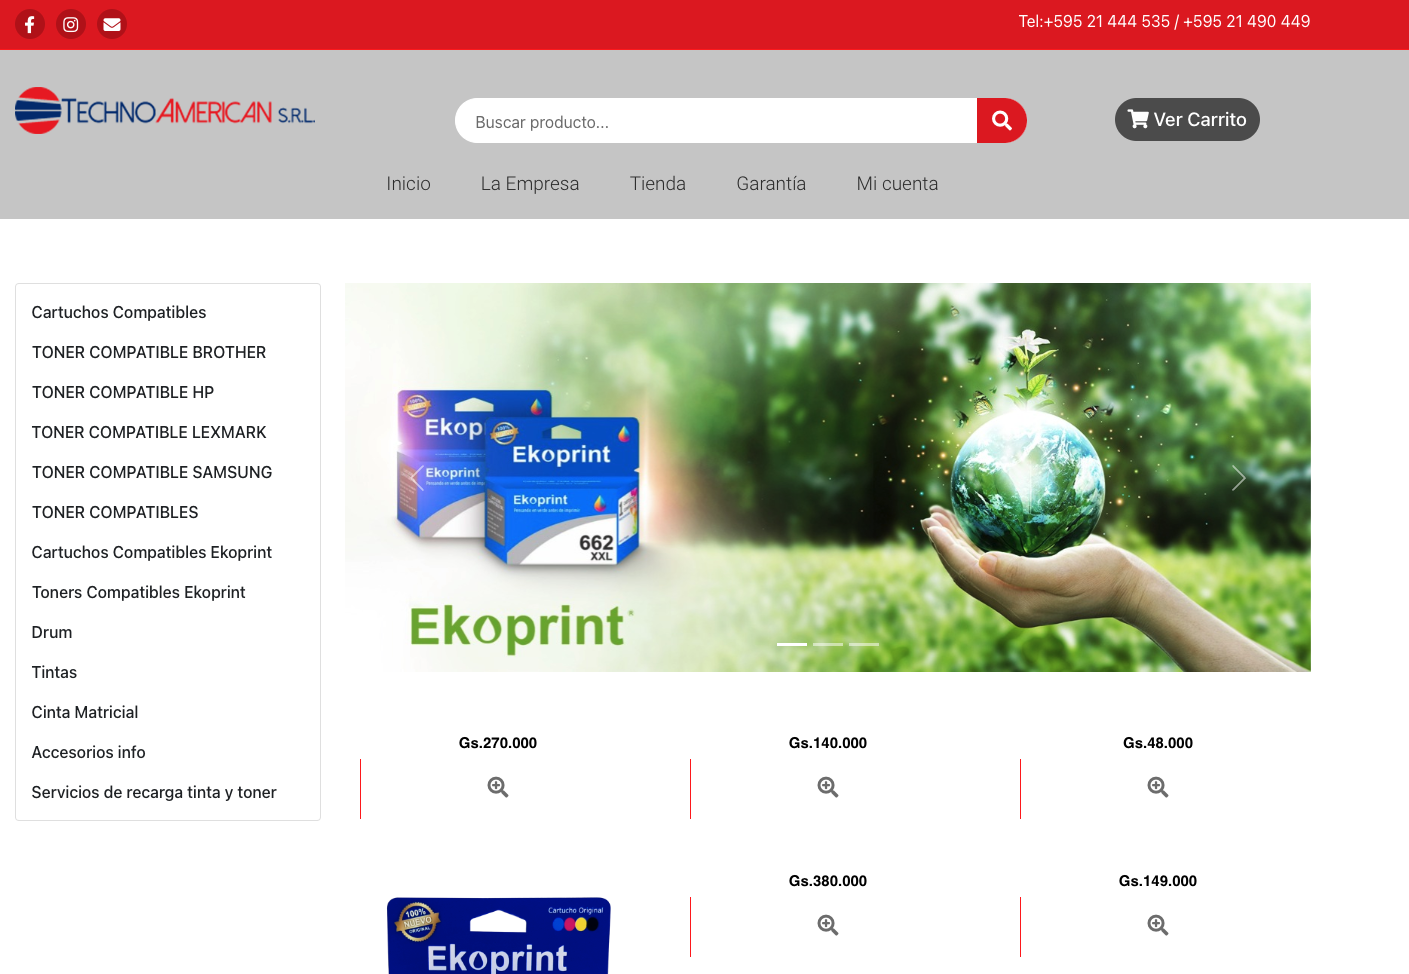 Tel:+595 21 444 535 / +595 21 490 449
TECHNOAMERICAN S.R.L.
Buscar producto...
Ver Carrito
Inicio
La Empresa
Tienda
Garantía
Mi cuenta
Cartuchos Compatibles
TONER COMPATIBLE BROTHER
TONER COMPATIBLE HP
TONER COMPATIBLE LEXMARK
TONER COMPATIBLE SAMSUNG
TONER COMPATIBLES
Cartuchos Compatibles Ekoprint
Toners Compatibles Ekoprint
Drum
Tintas
Cinta Matricial
Accesorios info
Servicios de recarga tinta y toner
Ekop
Ekoprint
Ekoprint
Ekoprint
662
XXL
Ekoprint
Gs.270.000
Gs.140.000
Gs.48.000
Gs.380.000
Gs.149.000
100%
NUEVO
ORIGINAL
Cartucho Original
Ekoprint